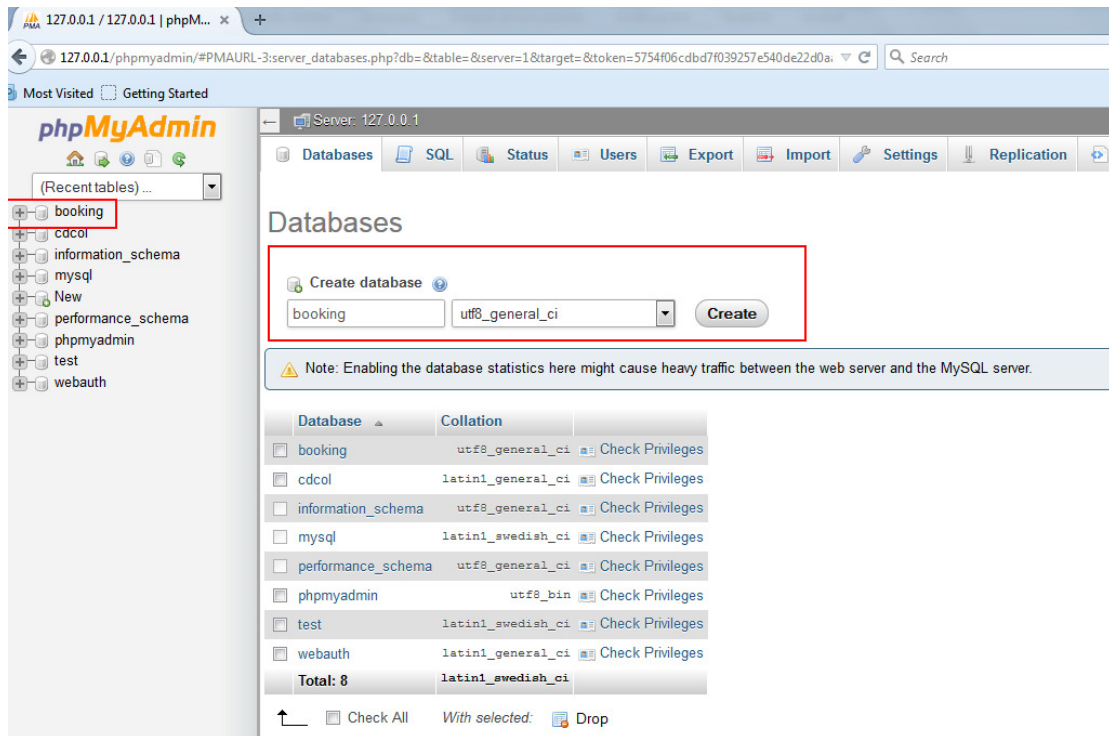 127.0.0.1 / 127.0.0.1 | phpM... × +
127.0.0.1/phpmyadmin/#PMAURL-3:server_databases.php?db=&table=&server=1&target=&token=5754f06cdbd7f039257e540de22d0a Search
Most Visited Getting Started
phpMyAdmin
(Recent tables) ...
booking
cdcol
information_schema
mysql
New
performance_schema
phpmyadmin
test
webauth
Server: 127.0.0.1
Databases SQL Status Users Export Import Settings Replication
Databases
Create database
booking utf8_general_ci Create
Note: Enabling the database statistics here might cause heavy traffic between the web server and the MySQL server.
Database Collation
booking utf8_general_ci Check Privileges
cdcol latin1_general_ci Check Privileges
information_schema utf8_general_ci Check Privileges
mysql latin1_swedish_ci Check Privileges
performance_schema utf8_general_ci Check Privileges
phpmyadmin utf8_bin Check Privileges
test latin1_swedish_ci Check Privileges
webauth latin1_general_ci Check Privileges
Total: 8 latin1_swedish_ci
Check All With selected: Drop